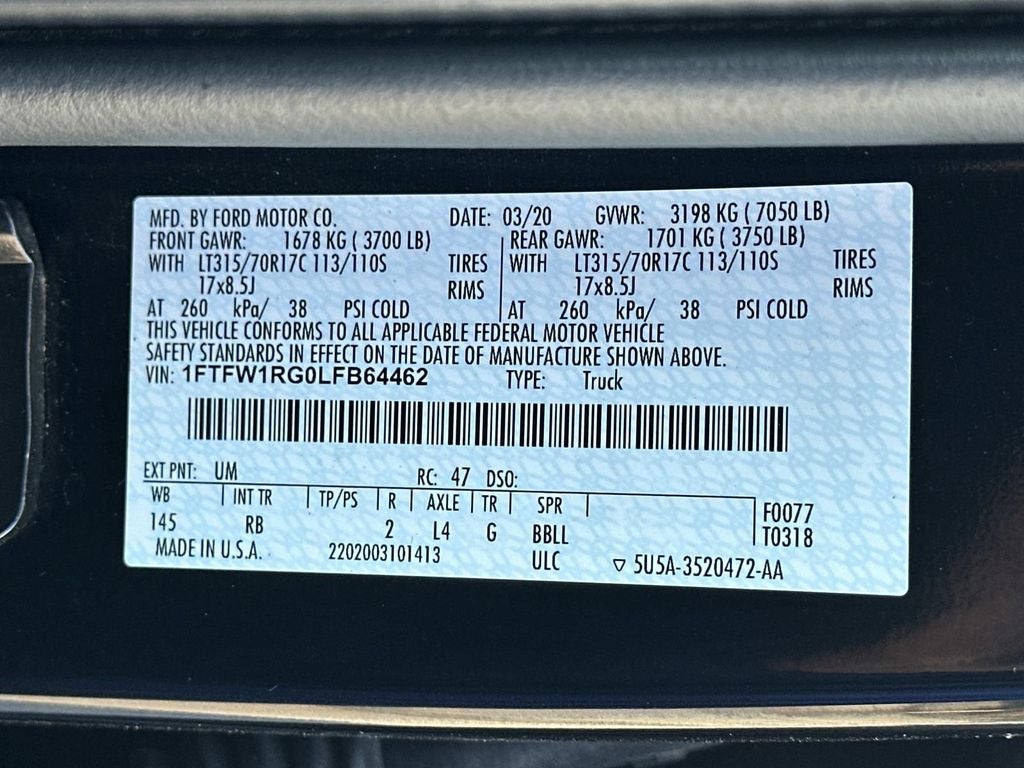 MFD. BY FORD MOTOR CO. DATE: 03/20 GVWR: 3198 KG ( 7050 LB)
FRONT GAWR: 1678 KG ( 3700 LB) REAR GAWR: 1701 KG ( 3750 LB)
WITH LT315/70R17C 113/110S TIRES WITH LT315/70R17C 113/110S TIRES
17x8.5J RIMS 17x8.5J RIMS
AT 260 kPa/ 38 PSI COLD AT 260 kPa/ 38 PSI COLD
THIS VEHICLE CONFORMS TO ALL APPLICABLE FEDERAL MOTOR VEHICLE
SAFETY STANDARDS IN EFFECT ON THE DATE OF MANUFACTURE SHOWN ABOVE.
VIN: 1FTFW1RG0LFB64462 TYPE: Truck
EXT PNT: UM RC: 47 DSO:
WB INT TR TP/PS R AXLE TR SPR F0077
145 RB 2 L4 G BBLL T0318
MADE IN U.S.A. 2202003101413 ULC ▽ 5U5A-3520472-AA